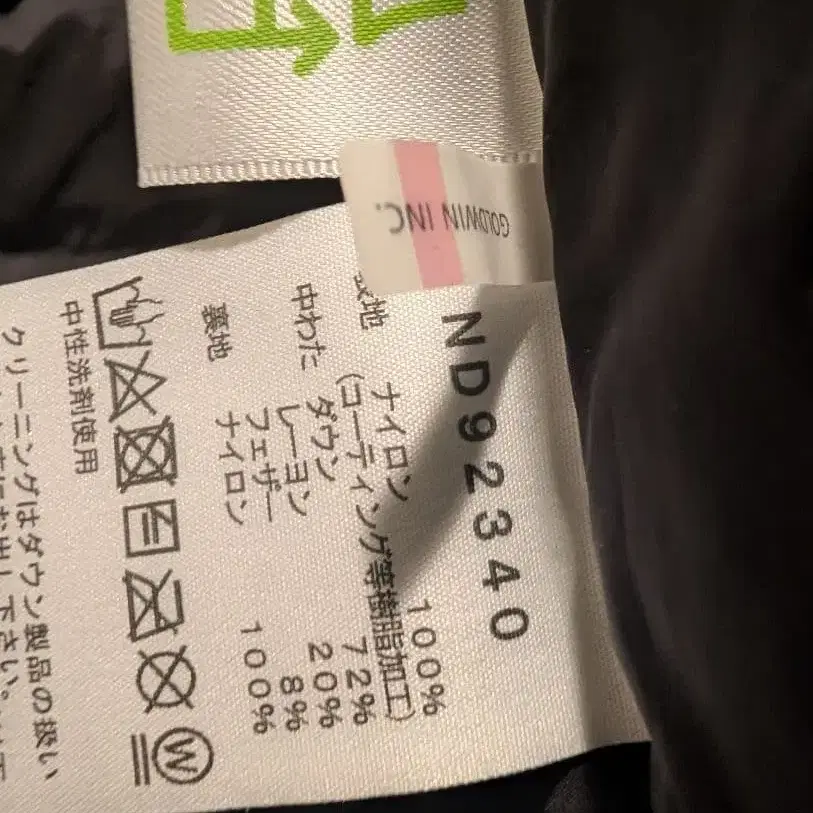 GOLDWIN INC.
ND92340
表地 ナイロン 100%
(コーティング等樹脂加工)
中わた ダウン 72%
レーヨン 20%
フェザー 8%
裏地 ナイロン 100%
W
中性洗剤使用
クリーニングはダウン製品の扱い